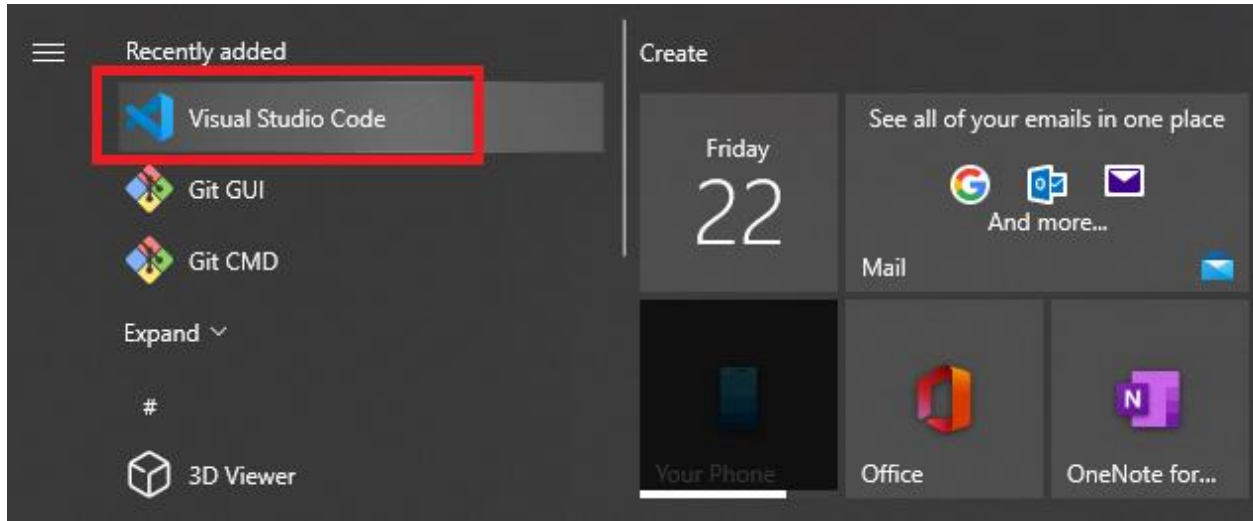 Recently added
Visual Studio Code
Git GUI
Git CMD
Expand
#
3D Viewer
Create
Friday
22
See all of your emails in one place
And more...
Mail
Your Phone
Office
OneNote for...